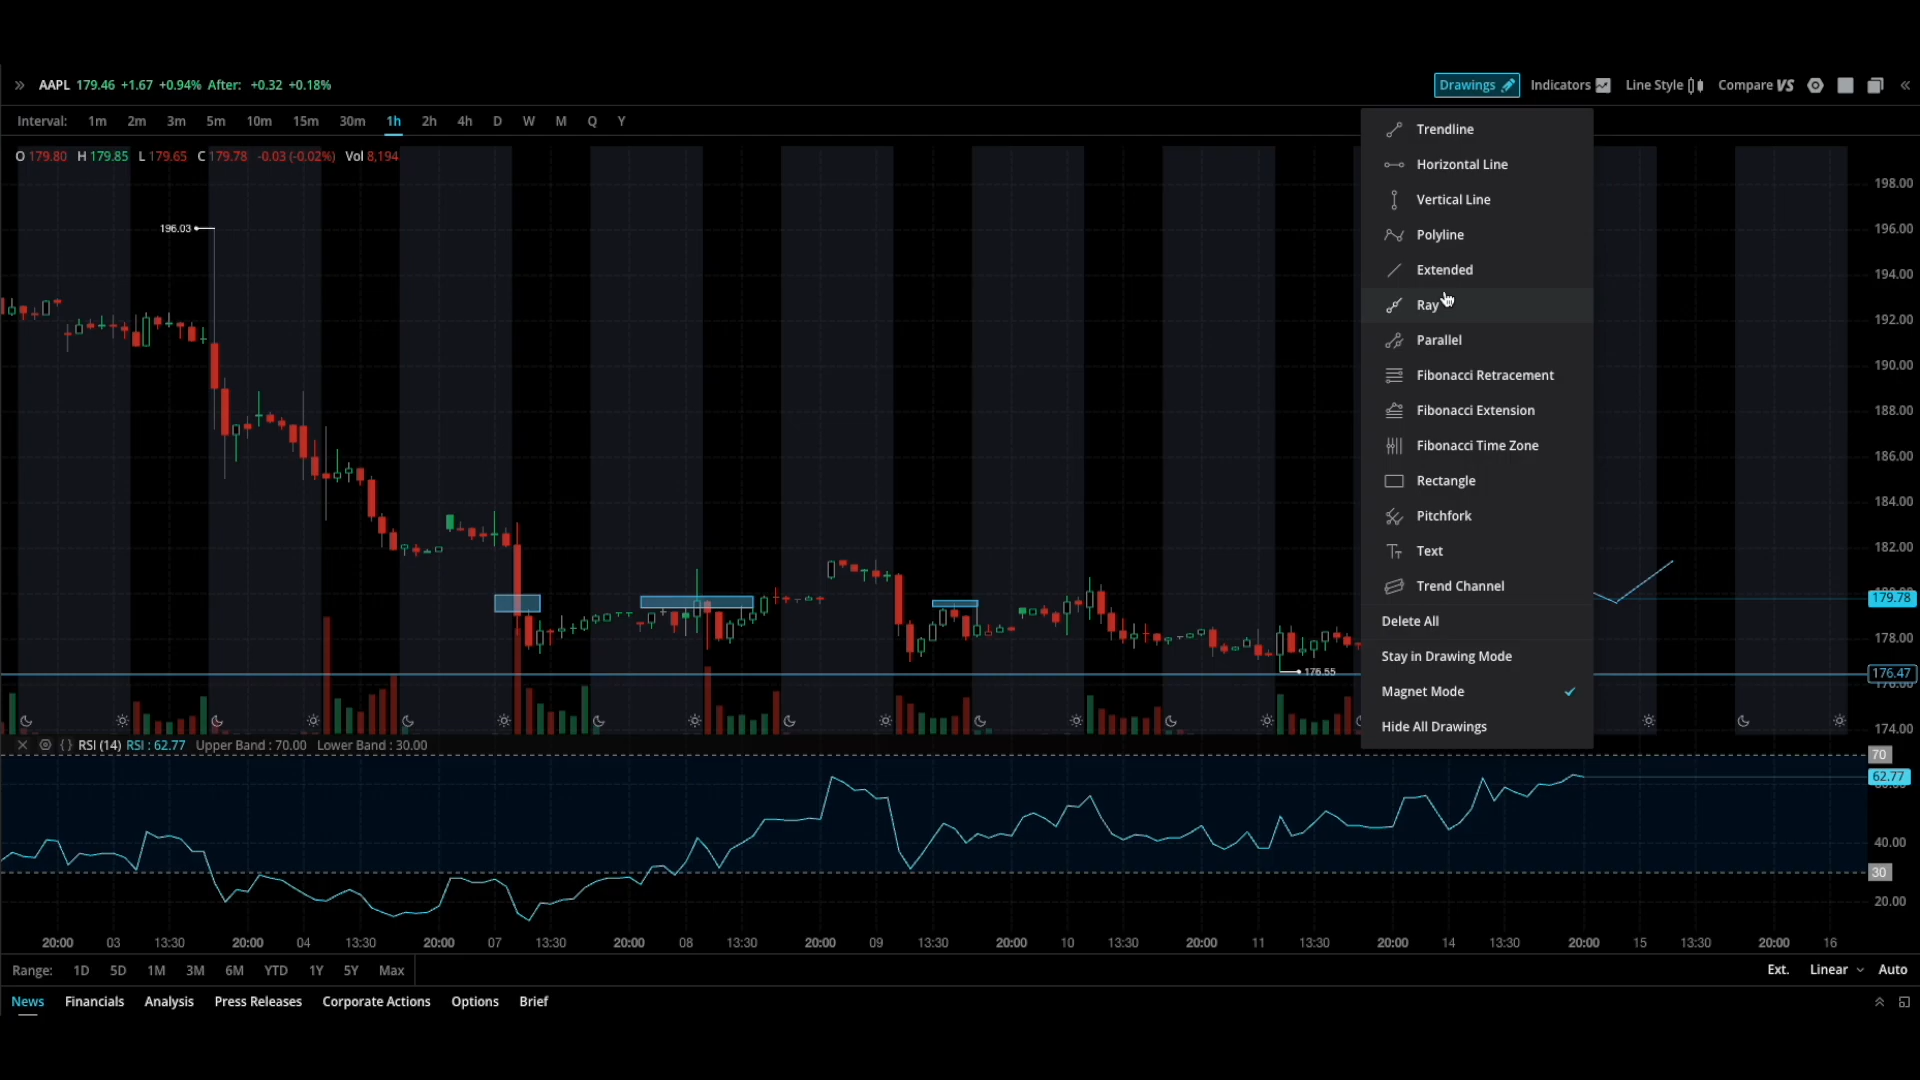 AAPL 179.46 +1.67 +0.94% After: +0.32 +0.18%
Drawings Indicators Line Style Compare VS
Interval: 1m 2m 3m 5m 10m 15m 30m 1h 2h 4h D W M Q Y
O 179.80 H 179.85 L 179.65 C 179.78 -0.03 (-0.02%) Vol 8,194
Trendline
Horizontal Line
Vertical Line
Polyline
Extended
Ray
Parallel
Fibonacci Retracement
Fibonacci Extension
Fibonacci Time Zone
Rectangle
Pitchfork
Text
Trend Channel
Delete All
Stay in Drawing Mode
Magnet Mode
Hide All Drawings
198.00
196.00
194.00
192.00
190.00
188.00
186.00
184.00
182.00
179.78
178.00
176.47
174.00
196.03
176.55
RSI (14) RSI : 62.77 Upper Band : 70.00 Lower Band : 30.00
70
62.77
40.00
30
20.00
20:00 03 13:30 20:00 04 13:30 20:00 07 13:30 20:00 08 13:30 20:00 09 13:30 20:00 10 13:30 20:00 11 13:30 20:00 14 13:30 20:00 15 13:30 20:00 16
Range: 1D 5D 1M 3M 6M YTD 1Y 5Y Max
Ext. Linear Auto
News Financials Analysis Press Releases Corporate Actions Options Brief